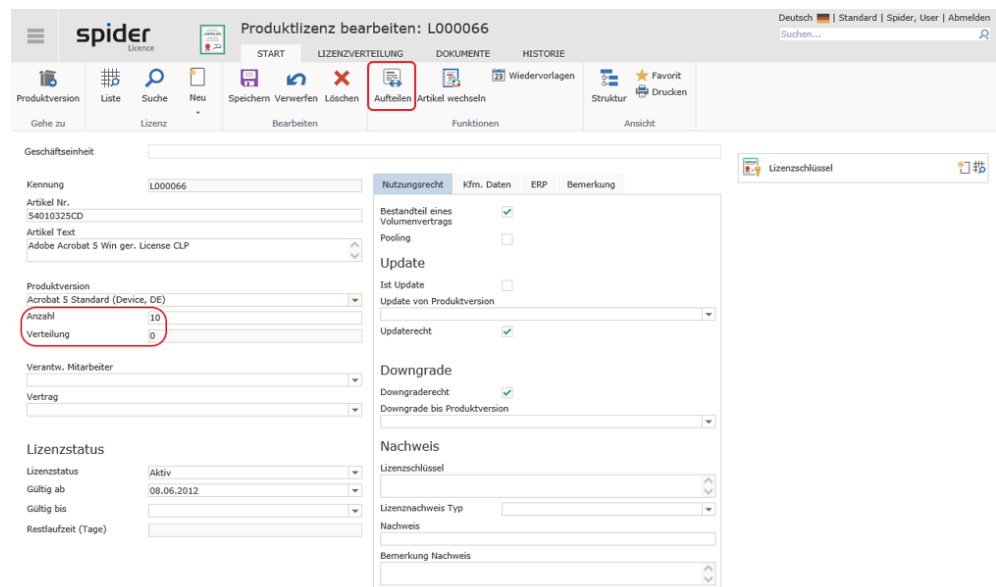 Deutsch | Standard | Spider, User | Abmelden
Suchen...
spider
Licence
Produktlizenz bearbeiten: L000066
START LIZENZVERTEILUNG DOKUMENTE HISTORIE
Produktversion Liste Suche Neu Speichern Verwerfen Löschen Aufteilen Artikel wechseln 23 Wiedervorlagen Struktur Favorit
Drucken
Gehe zu Lizenz Bearbeiten Funktionen Ansicht
Geschäftseinheit
Lizenzschlüssel
Kennung L000066
Artikel Nr.
54010325CD
Artikel Text
Adobe Acrobat 5 Win ger. License CLP
Produktversion
Acrobat 5 Standard (Device, DE)
Anzahl 10
Verteilung 0
Verantw. Mitarbeiter
Vertrag
Lizenzstatus
Lizenzstatus Aktiv
Gültig ab 08.06.2012
Gültig bis
Restlaufzeit (Tage)
Nutzungsrecht Kfm. Daten ERP Bemerkung
Bestandteil eines
Volumenvertrags
Pooling
Update
Ist Update
Update von Produktversion
Updaterecht
Downgrade
Downgraderecht
Downgrade bis Produktversion
Nachweis
Lizenzschlüssel
Lizenznachweis Typ
Nachweis
Bemerkung Nachweis